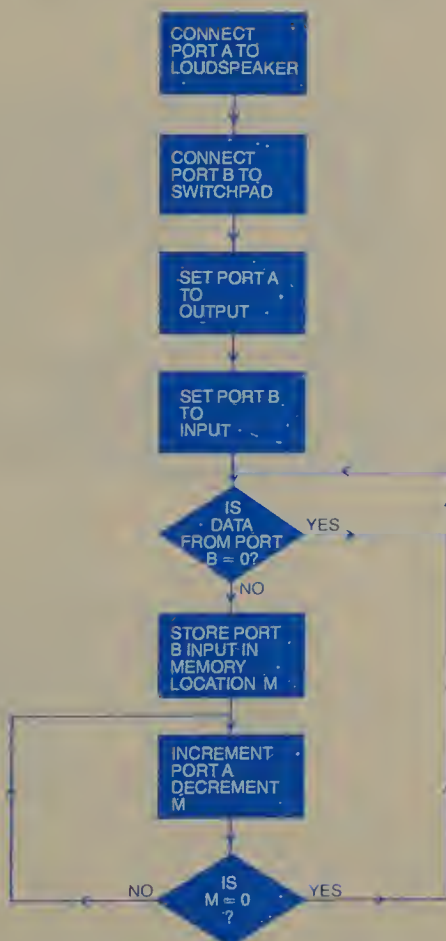 CONNECT
PORT A TO
LOUDSPEAKER
CONNECT
PORT B TO
SWITCHPAD
SET PORT A
TO
OUTPUT
SET PORT B
TO
INPUT
IS
DATA
FROM PORT
B = 0?
YES
NO
STORE PORT
B INPUT IN
MEMORY
LOCATION M
INCREMENT
PORT A
DECREMENT
M
IS
M = 0
?
NO
YES